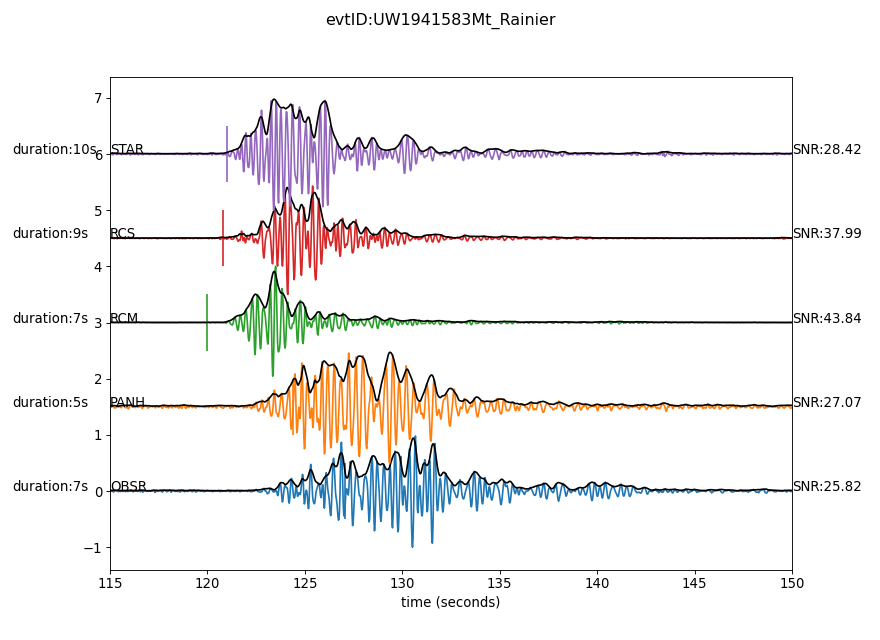 evtID:UW1941583Mt_Rainier
7
duration:10s STAR 6 SNR:28.42
5
duration:9s RCS SNR:37.99
4
duration:7s RCM 3 SNR:43.84
2
duration:5s PANH SNR:27.07
1
duration:7s OBSR 0 SNR:25.82
−1
115 120 125 130 135 140 145 150
time (seconds)